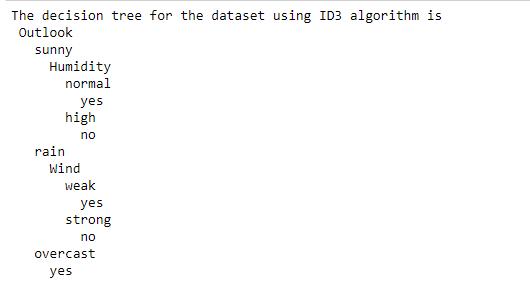 The decision tree for the dataset using ID3 algorithm is
Outlook
sunny
Humidity
normal
yes
high
no
rain
Wind
weak
yes
strong
no
overcast
yes